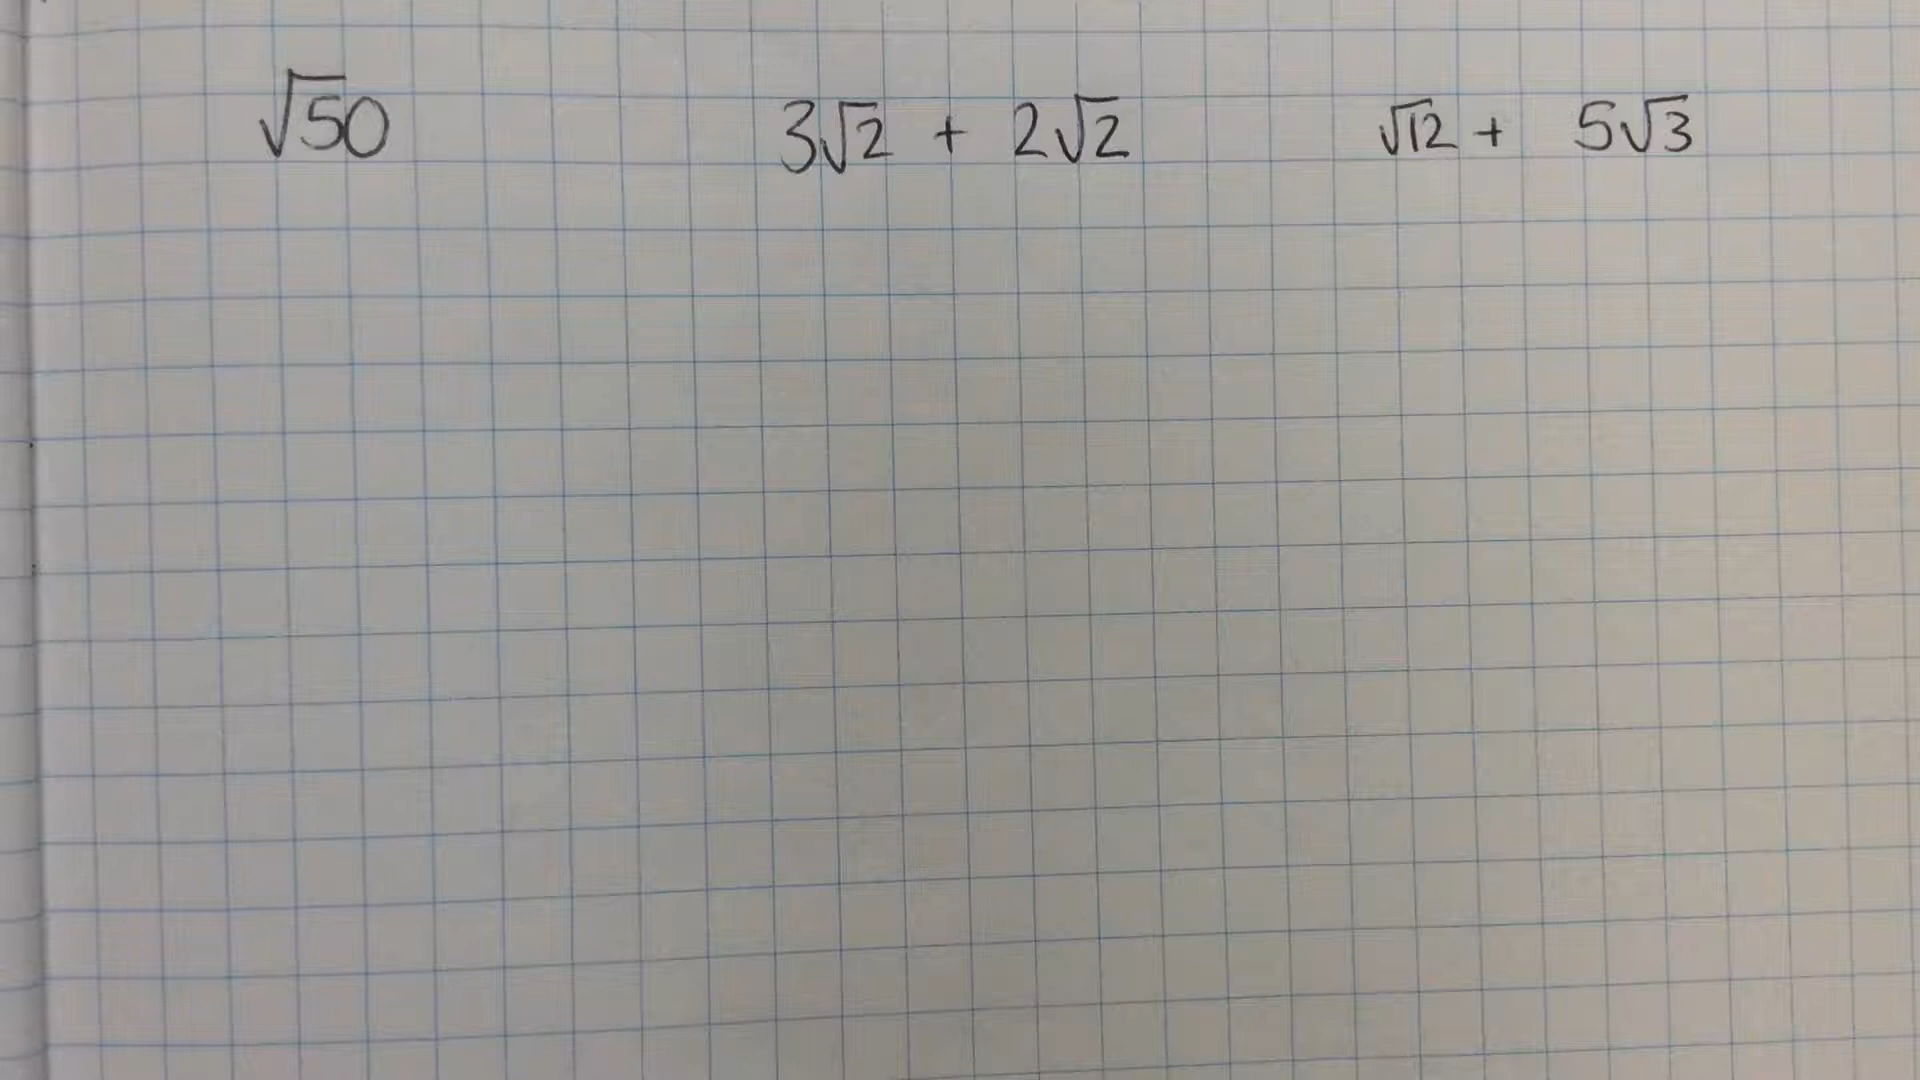 √50 3√2 + 2√2 √12 + 5√3